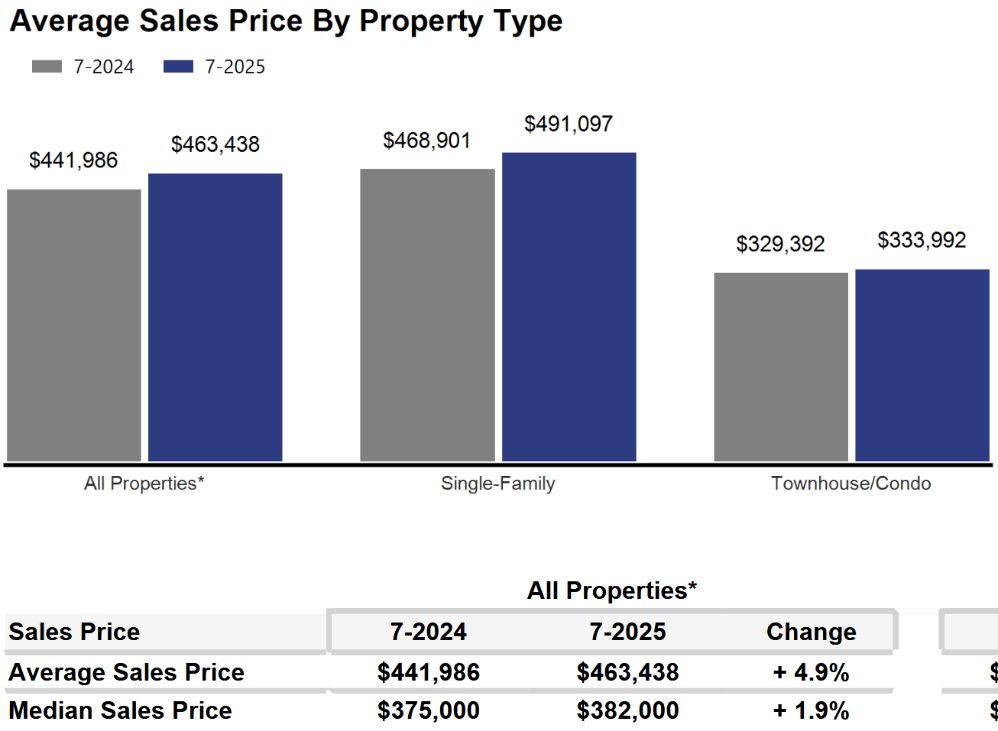 Average Sales Price By Property Type
7-2024 7-2025
$441,986 $463,438 $468,901 $491,097 $329,392 $333,992
All Properties* Single-Family Townhouse/Condo
All Properties*
Sales Price 7-2024 7-2025 Change
Average Sales Price $441,986 $463,438 + 4.9%
Median Sales Price $375,000 $382,000 + 1.9%